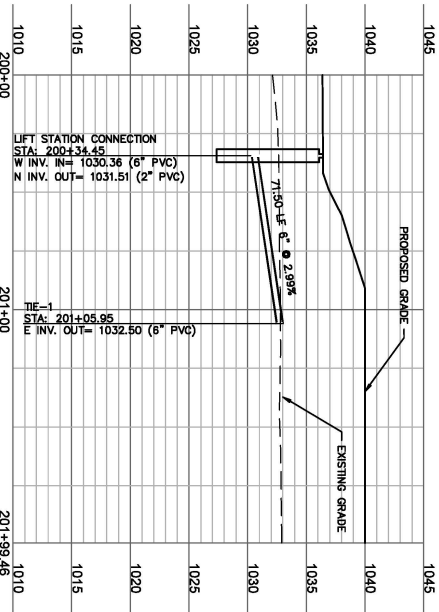 1010
1015
1020
1025
1030
1035
1040
1045
200+00
LIFT STATION CONNECTION
STA: 200+34.45
W INV. IN= 1030.36 (6" PVC)
N INV. OUT= 1031.51 (2" PVC)
71.50 LF 6" @ 2.99%
PROPOSED GRADE
201+00
TIE-1
STA: 201+05.95
E INV. OUT= 1032.50 (6" PVC)
EXISTING GRADE
201+99.46
1010
1015
1020
1025
1030
1035
1040
1045